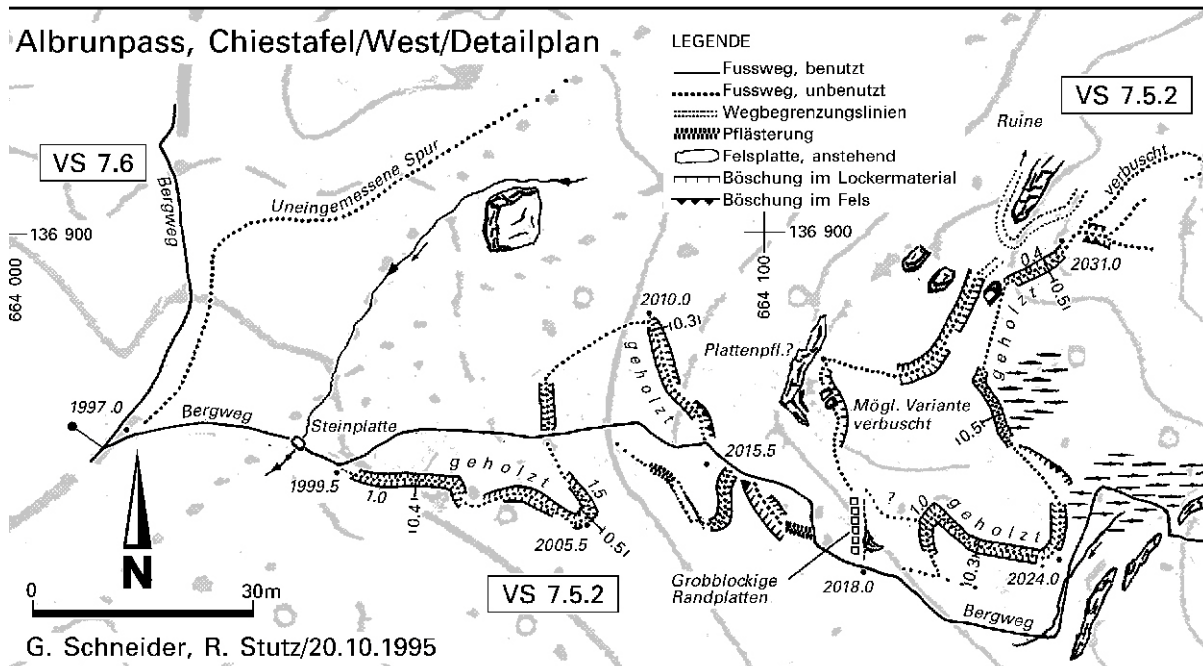 Albrunpass, Chiestafel/West/Detailplan
LEGENDE
Fussweg, benutzt
Fussweg, unbenutzt
Wegbegrenzungslinien
Pflästerung
Felsplatte, anstehend
Böschung im Lockermaterial
Böschung im Fels
VS 7.5.2
Ruine
verbuscht
VS 7.6
Bergweg
Uneingemessene Spur
136 900
664 000
136 900
664 100
2031.0
0.4
0.5
geholzt
2010.0
0.3
geholzt
Plattenpfl.?
Mögl. Variante
verbuscht
0.5
1997.0
Bergweg
Steinplatte
2015.5
1999.5
1.0
0.4
geholzt
1.5
2005.5
0.5
?
1.0
geholzt
0.3
2024.0
Grobblockige
Randplatten
2018.0
Bergweg
N
0 30m
VS 7.5.2
G. Schneider, R. Stutz/20.10.1995